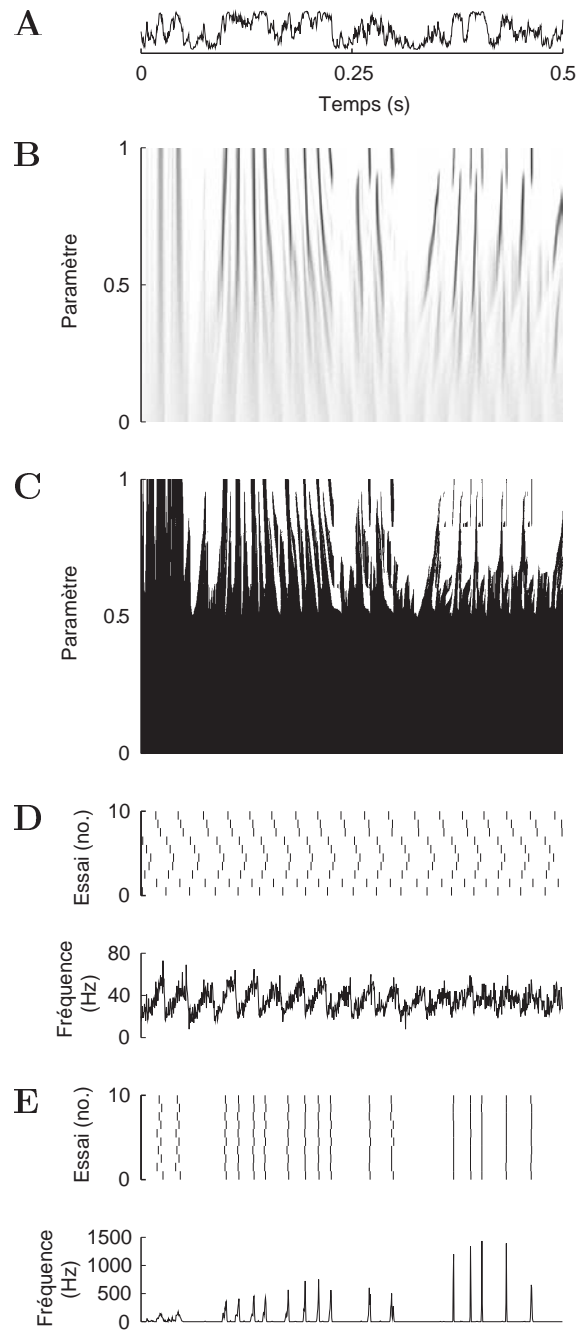 A
0
0.25
0.5
Temps (s)
B
1
Paramètre
0.5
0
C
1
Paramètre
0.5
0
D
10
Essai (no.)
0
80
Fréquence
(Hz)
40
0
E
10
Essai (no.)
0
1500
Fréquence
(Hz)
1000
500
0